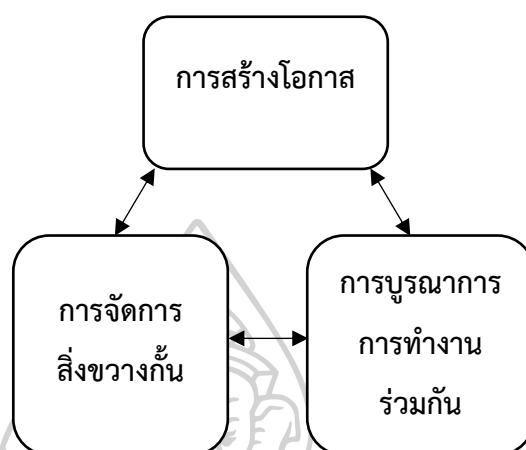 การสร้างโอกาส
การจัดการ
สิ่งขวางกั้น
การบูรณาการ
การทำงาน
ร่วมกัน